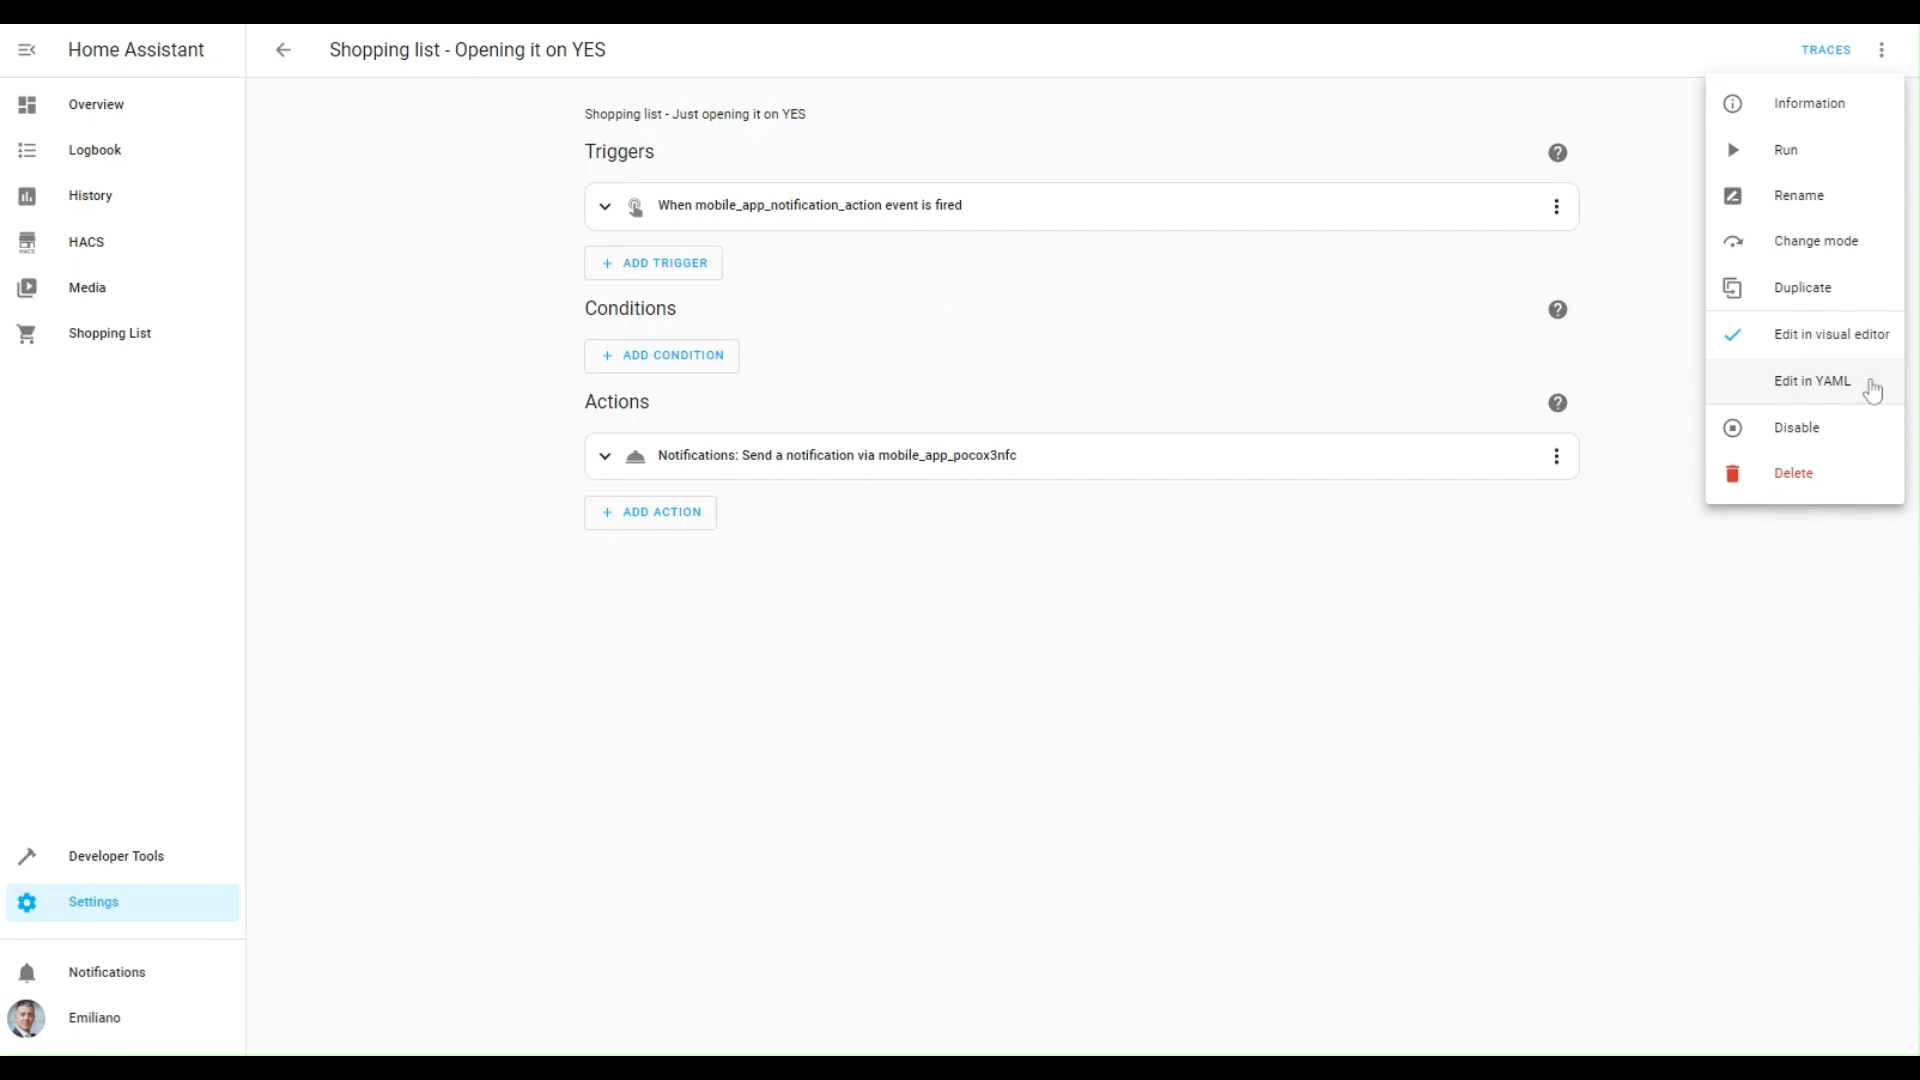 Home Assistant
Shopping list - Opening it on YES
TRACES
Overview
Logbook
History
HACS
HACS
Media
Shopping List
Developer Tools
Settings
Notifications
Emiliano
Shopping list - Just opening it on YES
Triggers
When mobile_app_notification_action event is fired
+ ADD TRIGGER
Conditions
+ ADD CONDITION
Actions
Notifications: Send a notification via mobile_app_pocox3nfc
+ ADD ACTION
Information
Run
Rename
Change mode
Duplicate
Edit in visual editor
Edit in YAML
Disable
Delete